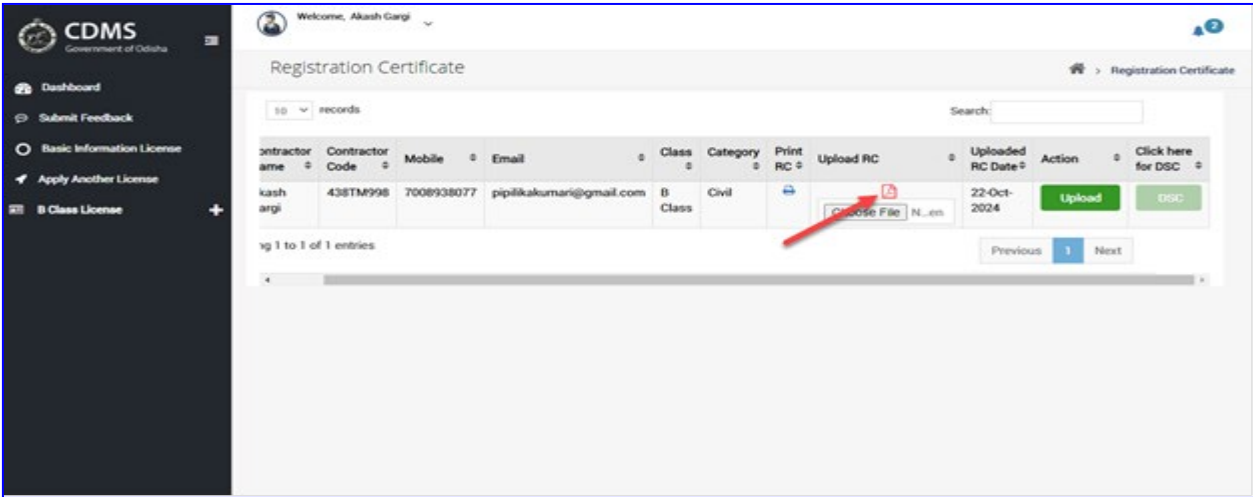 CDMS
Government of Odisha
Welcome, Akash Gargi
2
Registration Certificate
> Registration Certificate
Dashboard
Submit Feedback
Basic Information License
Apply Another License
B Class License +
10 records
Search:
ontractor ame
Contractor Code
Mobile
Email
Class
Category
Print RC
Upload RC
Uploaded RC Date
Action
Click here for DSC
kash argi
438TM998
7008938077
pipilikakumari@gmail.com
B Class
Civil
Choose File N...en
22-Oct-2024
Upload
DSC
ng 1 to 1 of 1 entries
Previous 1 Next